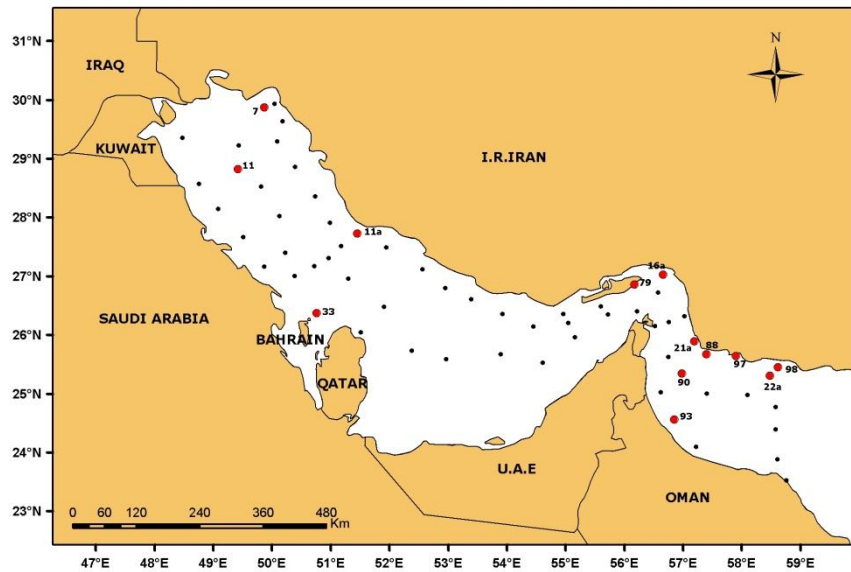 N
31°N
IRAQ
30°N
7
29°N
KUWAIT
11
I.R.IRAN
28°N
11a
27°N
16a
79
33
SAUDI ARABIA
26°N
BAHRAIN
21a
88
97
98
QATAR
90
22a
25°N
93
24°N
U.A.E
OMAN
23°N
0 60 120 240 360 480
Km
47°E 48°E 49°E 50°E 51°E 52°E 53°E 54°E 55°E 56°E 57°E 58°E 59°E